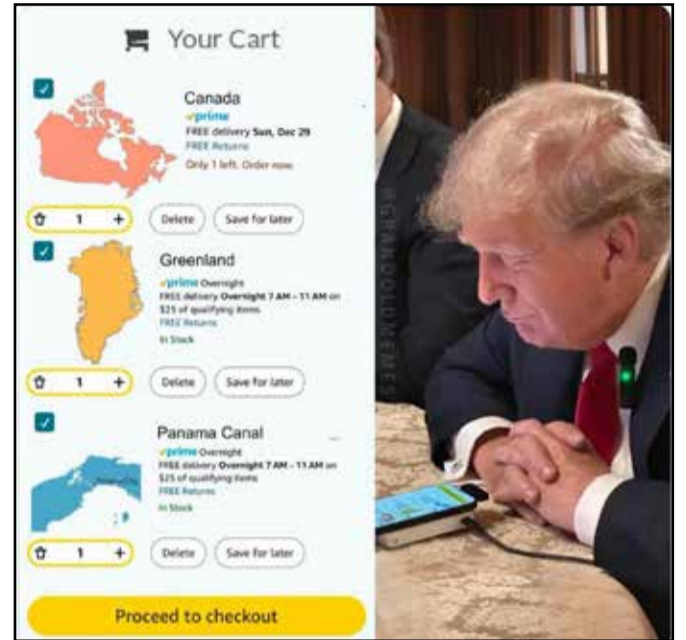 Your Cart
Canada
prime
FREE delivery Sun, Dec 29
FREE Returns
Only 1 left. Order now.
1 +
Delete
Save for later
Greenland
prime Overnight
FREE delivery Overnight 7 AM - 11 AM on
$25 of qualifying items
FREE Returns
In Stock
1 +
Delete
Save for later
Panama Canal
prime Overnight
FREE delivery Overnight 7 AM - 11 AM on
$25 of qualifying items
FREE Returns
In Stock
1 +
Delete
Save for later
Proceed to checkout
@GRANDOLDMEMES